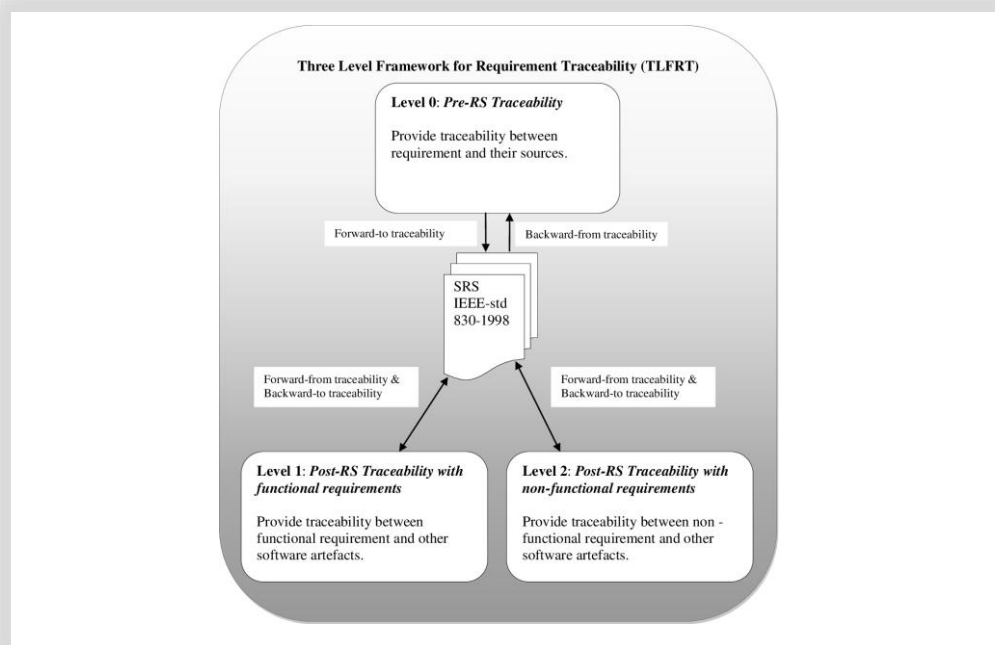 Three Level Framework for Requirement Traceability (TLFRT)
Level 0: Pre-RS Traceability
Provide traceability between
requirement and their sources.
Forward-to traceability
Backward-from traceability
SRS
IEEE-std
830-1998
Forward-from traceability &
Backward-to traceability
Forward-from traceability &
Backward-to traceability
Level 1: Post-RS Traceability with
functional requirements
Provide traceability between
functional requirement and other
software artefacts.
Level 2: Post-RS Traceability with
non-functional requirements
Provide traceability between non -
functional requirement and other
software artefacts.